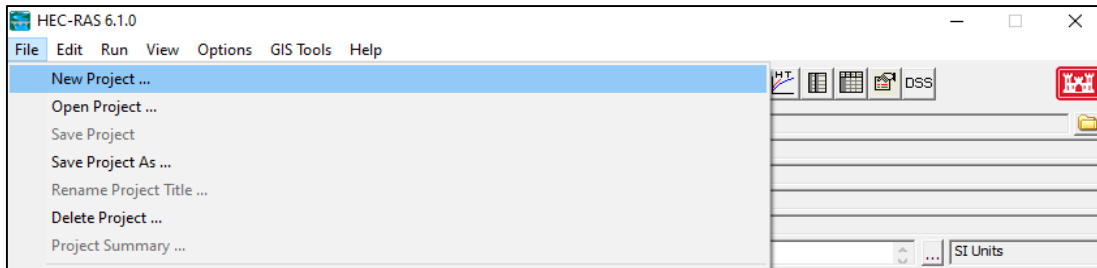 HEC-RAS 6.1.0
File Edit Run View Options GIS Tools Help
New Project ...
Open Project ...
Save Project
Save Project As ...
Rename Project Title ...
Delete Project ...
Project Summary ...
DSS
... SI Units